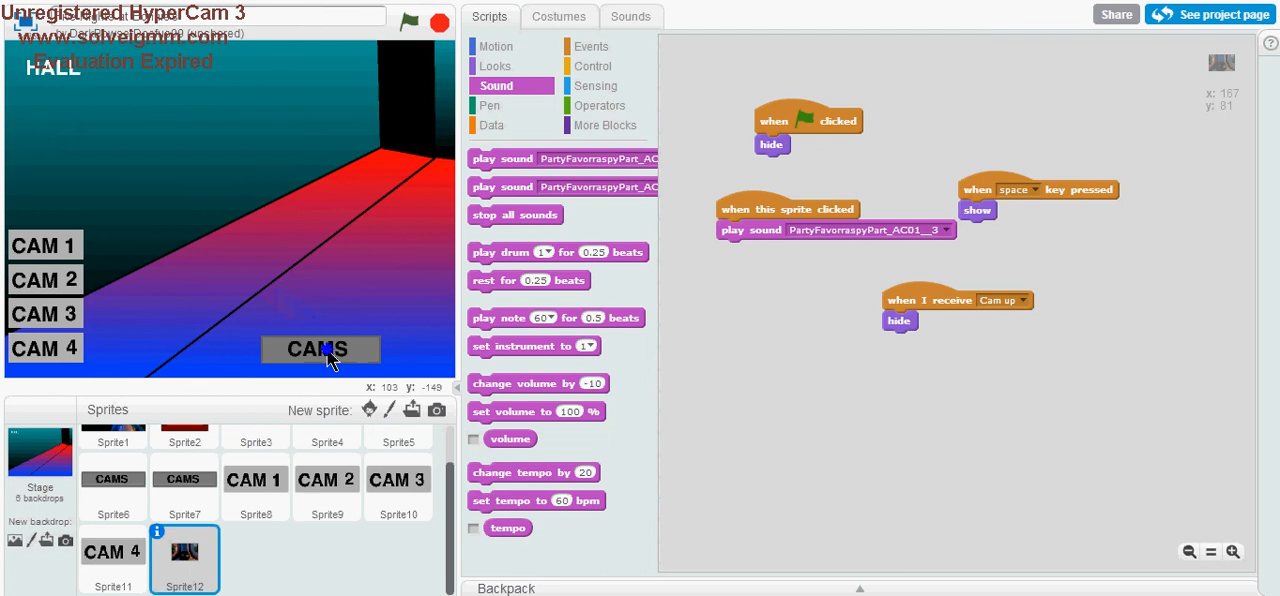 Unregistered HyperCam 3
www.solveigmm.com
Evaluation Expired
(unshared)
HALL
CAM 1
CAM 2
CAM 3
CAM 4
CAMS
x: 103 y: -149
Scripts
Costumes
Sounds
Share
See project page
Motion
Looks
Sound
Pen
Data
Events
Control
Sensing
Operators
More Blocks
play sound PartyFavorraspyPart_AC
play sound PartyFavorraspyPart_AC
stop all sounds
play drum 1 for 0.25 beats
rest for 0.25 beats
play note 60 for 0.5 beats
set instrument to 1
change volume by -10
set volume to 100 %
volume
change tempo by 20
set tempo to 60 bpm
tempo
x: 167
y: 81
when clicked
hide
when this sprite clicked
play sound PartyFavorraspyPart_AC01__3
when space key pressed
show
when I receive Cam up
hide
Sprites
New sprite:
Stage
6 backdrops
New backdrop:
Sprite1
Sprite2
Sprite3
Sprite4
Sprite5
CAMS
CAMS
CAM 1
CAM 2
CAM 3
Sprite6
Sprite7
Sprite8
Sprite9
Sprite10
CAM 4
Sprite11
Sprite12
Backpack